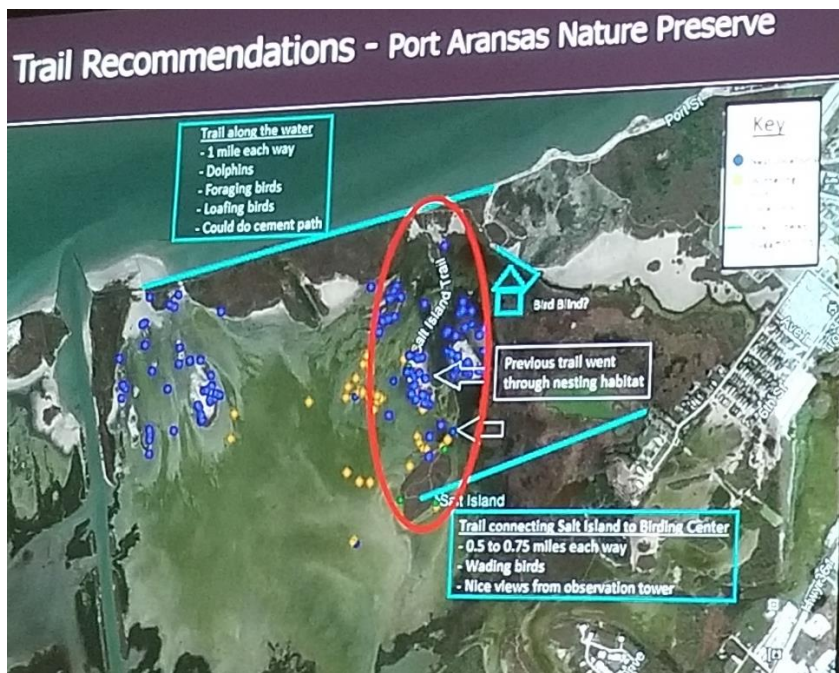 Trail Recommendations - Port Aransas Nature Preserve
Trail along the water
- 1 mile each way
- Dolphins
- Foraging birds
- Loafing birds
- Could do cement path
Port St
Key
Salt Island Trail
Bird Blind?
Previous trail went
through nesting habitat
Salt Island
Trail connecting Salt Island to Birding Center
- 0.5 to 0.75 miles each way
- Wading birds
- Nice views from observation tower